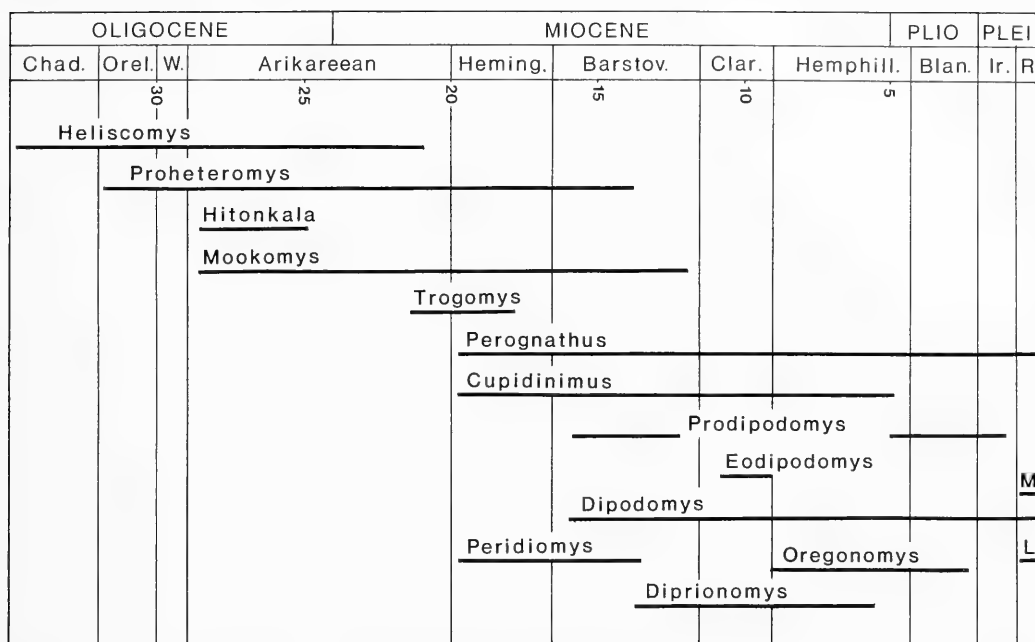 OLIGOCENE MIOCENE PLIO PLEI
Chad. Orel. W. Arikareean Heming. Barstov. Clar. Hemphill. Blan. Ir. R
30 25 20 15 10 5
Heliscomys
Proheteromys
Hitonkala
Mookomys
Trogomys
Perognathus
Cupidinimus
Prodipodomys
Eodipodomys
M
Dipodomys
Peridiomys Oregonomys L
Diprionomys